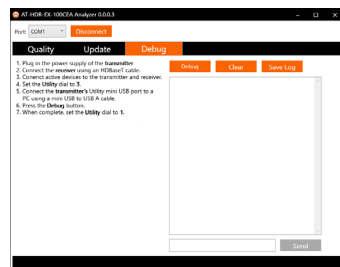 AT-HDR-EX-100CEA Analyzer 0.0.0.3
Port: COM1 Disconnect
Quality Update Debug
1. Plug in the power supply of the transmitter
2. Connect the receiver using an HDBaseT cable.
3. Conenct active devices to the transmitter and receiver.
4. Set the Utility dial to 3.
5. Connect the transmitter's Utility mini USB port to a
PC using a mini USB to USB A cable.
6. Press the Debug button.
7. When complete, set the Utility dial to 1.
Debug Clear Save Log
Send